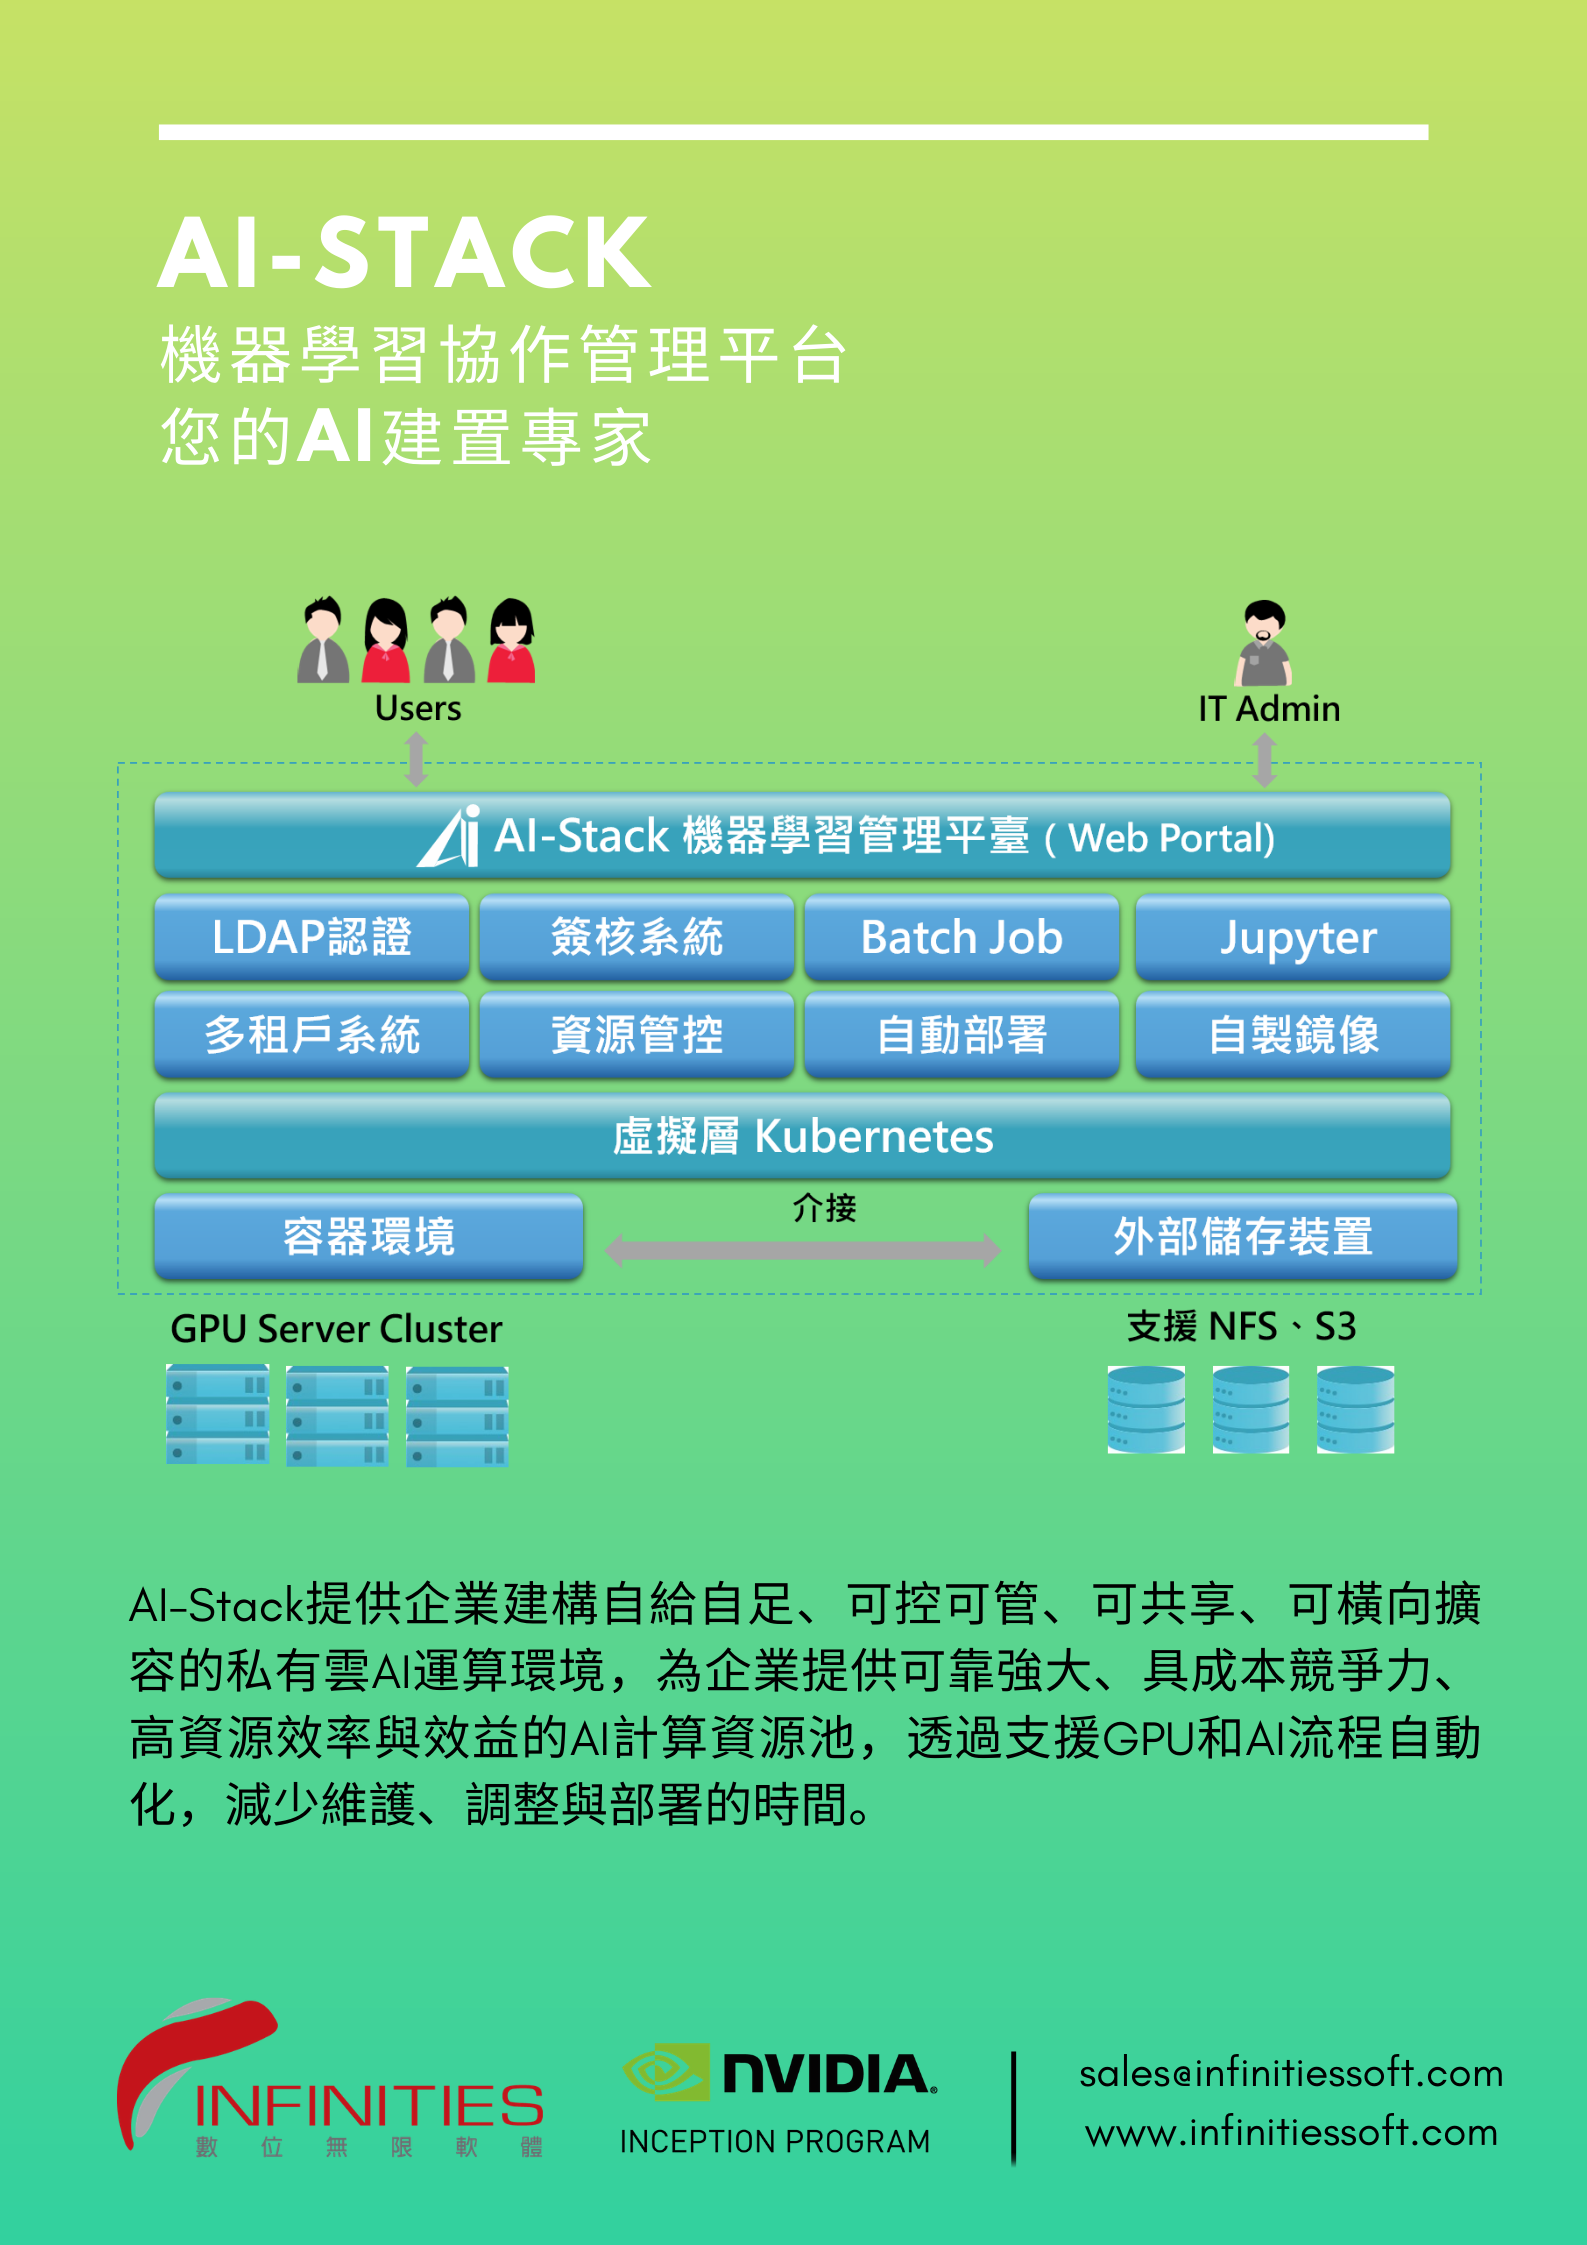 AI-STACK
機器學習協作管理平台
您的AI建置專家
Users
IT Admin
Ai AI-Stack 機器學習管理平臺 ( Web Portal)
LDAP認證
簽核系統
Batch Job
Jupyter
多租戶系統
資源管控
自動部署
自製鏡像
虛擬層 Kubernetes
容器環境
介接
外部儲存裝置
GPU Server Cluster
支援 NFS、S3
AI-Stack提供企業建構自給自足、可控可管、可共享、可橫向擴
容的私有雲AI運算環境，為企業提供可靠強大、具成本競爭力、
高資源效率與效益的AI計算資源池，透過支援GPU和AI流程自動
化，減少維護、調整與部署的時間。
INFINITIES
數位無限軟體
NVIDIA®
INCEPTION PROGRAM
sales@infinitiessoft.com
www.infinitiessoft.com